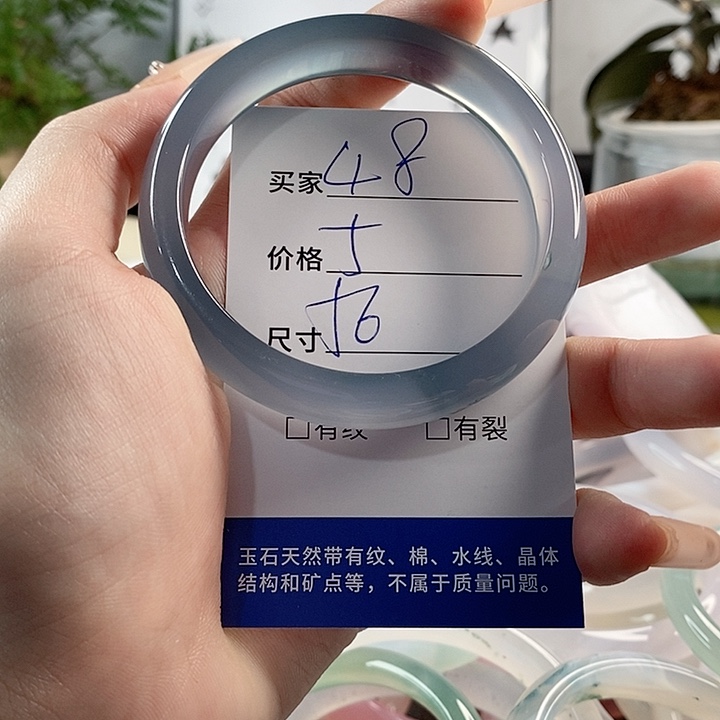 买家48
价格5
尺寸56
□有纹 □有裂
玉石天然带有纹、棉、水线、晶体
结构和矿点等，不属于质量问题。